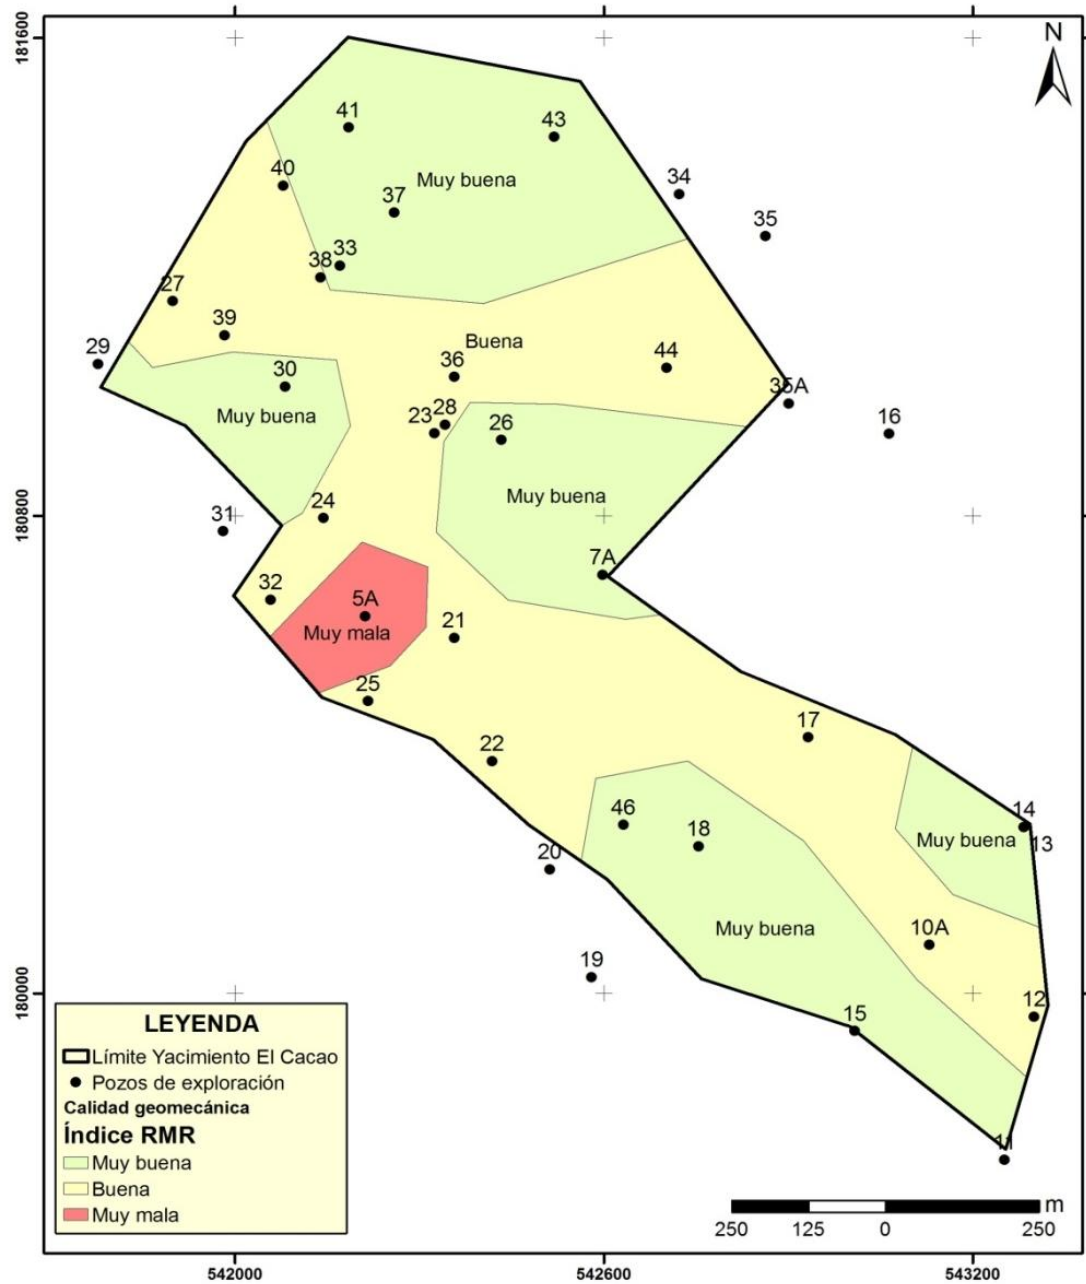 181600
N
41
43
40
Muy buena
34
37
35
38
33
27
39
Buena
29
36
44
30
35A
Muy buena
23
28
26
16
Muy buena
31
24
7A
32
5A
21
Muy mala
25
17
22
46
18
14
Muy buena
13
20
10A
Muy buena
19
15
12
11
180800
180000
LEYENDA
Límite Yacimiento El Cacao
Pozos de exploración
Calidad geomecánica
Índice RMR
Muy buena
Buena
Muy mala
m
250 125 0 250
542000 542600 543200